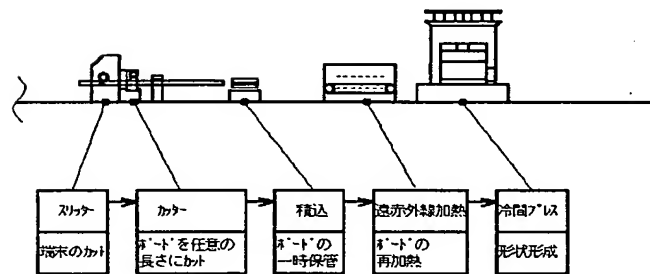 スリッター
端末のカット
カッター
ボードを任意の
長さにカット
積込
ボードの
一時保管
遠赤外線加熱
ボードの
再加熱
冷間プレス
形状形成